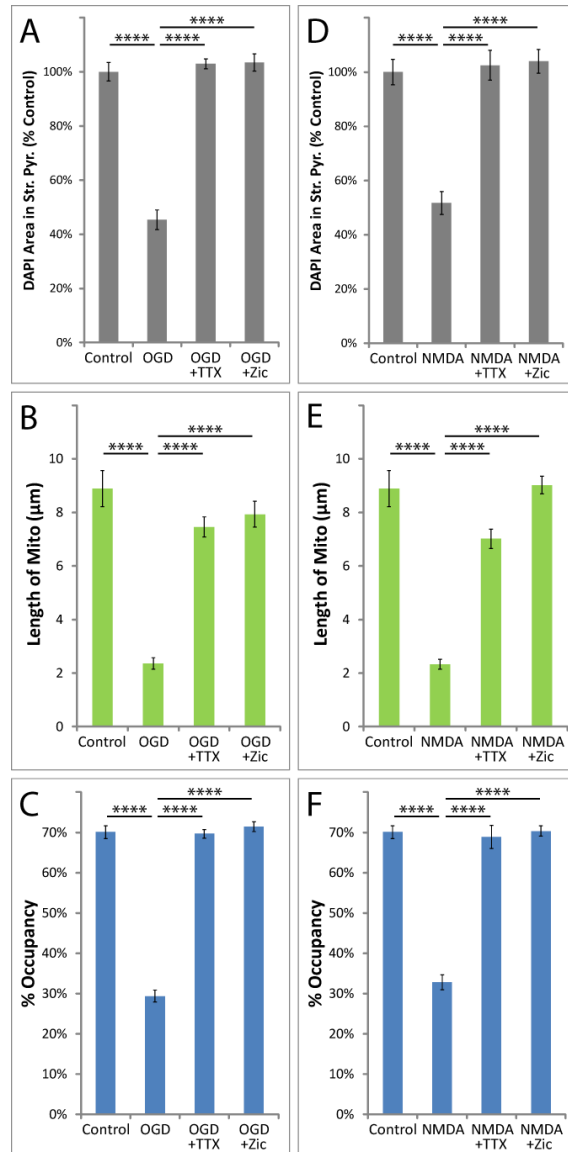 A
**** **** ****
DAPI Area in Str. Pyr. (% Control)
100%
80%
60%
40%
20%
0%
Control OGD OGD +TTX OGD +Zic
D
**** **** ****
DAPI Area in Str. Pyr. (% Control)
100%
80%
60%
40%
20%
0%
Control NMDA NMDA +TTX NMDA +Zic
B
**** **** ****
Length of Mito (µm)
10
8
6
4
2
0
Control OGD OGD +TTX OGD +Zic
E
**** **** ****
Length of Mito (µm)
10
8
6
4
2
0
Control NMDA NMDA +TTX NMDA +Zic
C
**** **** ****
% Occupancy
70%
60%
50%
40%
30%
20%
10%
0%
Control OGD OGD +TTX OGD +Zic
F
**** **** ****
% Occupancy
70%
60%
50%
40%
30%
20%
10%
0%
Control NMDA NMDA +TTX NMDA +Zic